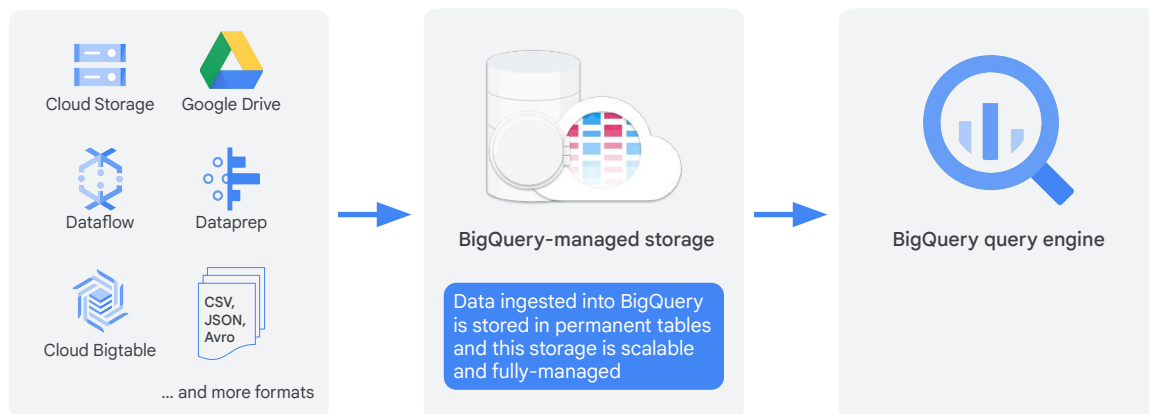 Cloud Storage
Google Drive
Dataflow
Dataprep
Cloud Bigtable
CSV,
JSON,
Avro
... and more formats
BigQuery-managed storage
Data ingested into BigQuery
is stored in permanent tables
and this storage is scalable
and fully-managed
BigQuery query engine